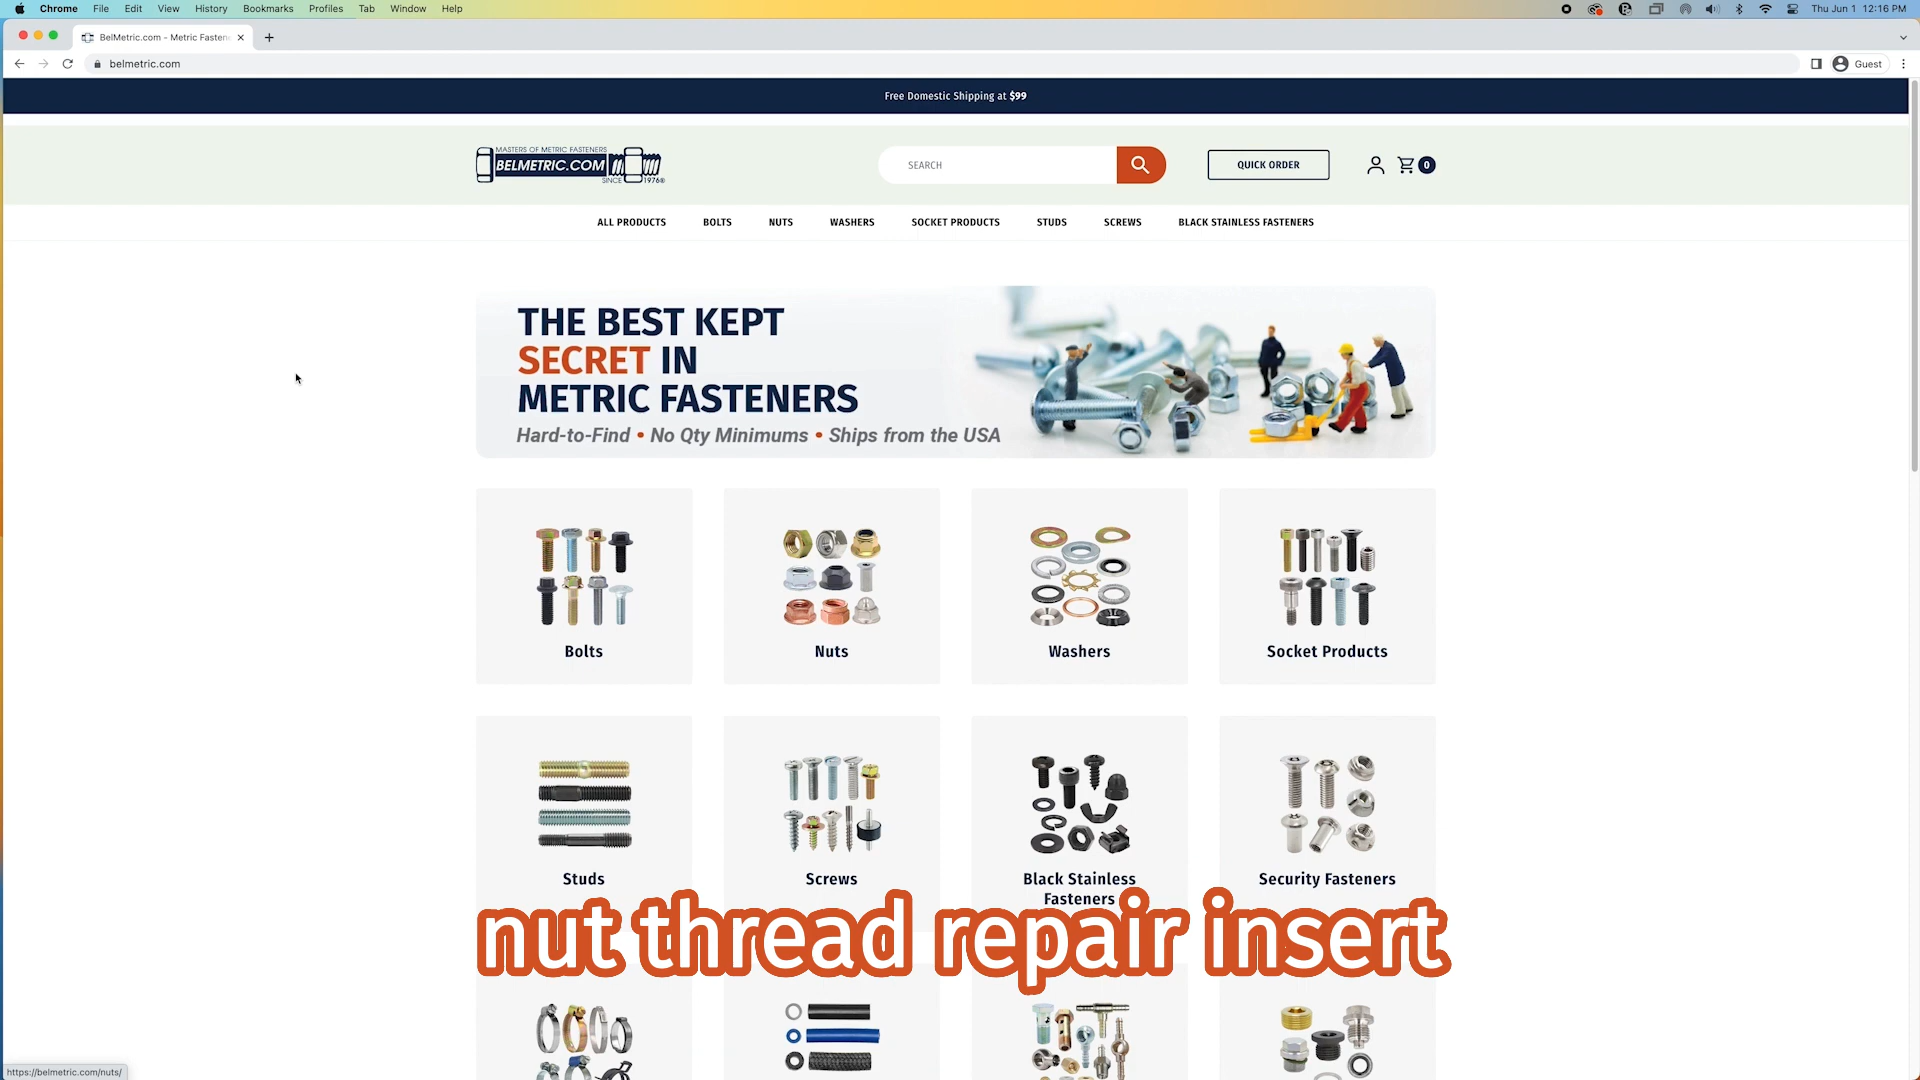 Chrome File Edit View History Bookmarks Profiles Tab Window Help
Thu Jun 1 12:16 PM
BelMetric.com - Metric Fasten
belmetric.com
Guest
Free Domestic Shipping at $99
MASTERS OF METRIC FASTENERS
BELMETRIC.COM
SINCE 1976®
SEARCH
QUICK ORDER
0
ALL PRODUCTS BOLTS NUTS WASHERS SOCKET PRODUCTS STUDS SCREWS BLACK STAINLESS FASTENERS
THE BEST KEPT
SECRET IN
METRIC FASTENERS
Hard-to-Find • No Qty Minimums • Ships from the USA
Bolts Nuts Washers Socket Products
Studs Screws Black Stainless
Fasteners
Security Fasteners
nut thread repair insert
https://belmetric.com/nuts/